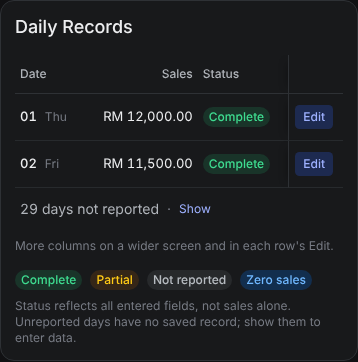 Daily Records
Date Sales Status
01 Thu RM 12,000.00 Complete Edit
02 Fri RM 11,500.00 Complete Edit
29 days not reported · Show
More columns on a wider screen and in each row's Edit.
Complete Partial Not reported Zero sales
Status reflects all entered fields, not sales alone.
Unreported days have no saved record; show them to
enter data.